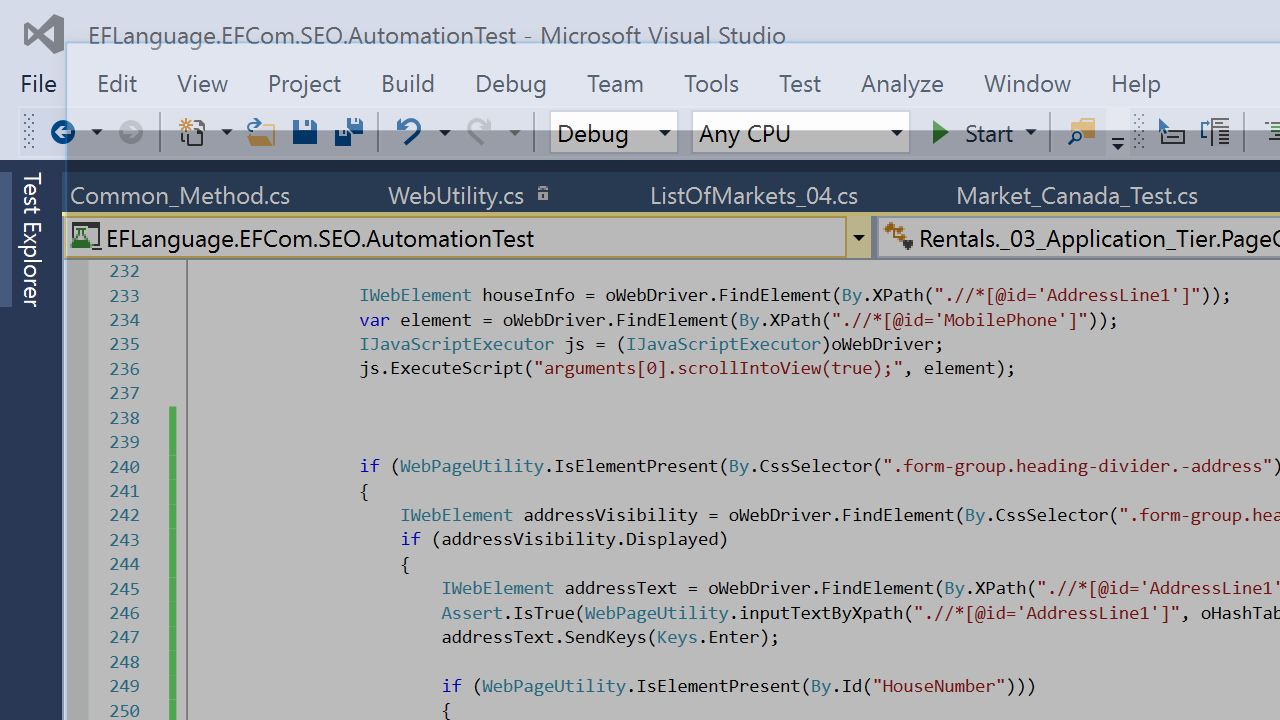 EFLanguage.EFCom.SEO.AutomationTest - Microsoft Visual Studio
File Edit View Project Build Debug Team Tools Test Analyze Window Help
Debug Any CPU Start
Test Explorer
Common_Method.cs WebUtility.cs ListOfMarkets_04.cs Market_Canada_Test.cs
EFLanguage.EFCom.SEO.AutomationTest Rentals._03_Application_Tier.Page
232
233 IWebElement houseInfo = oWebDriver.FindElement(By.XPath(".//*[@id='AddressLine1']"));
234 var element = oWebDriver.FindElement(By.XPath(".//*[@id='MobilePhone']"));
235 IJavaScriptExecutor js = (IJavaScriptExecutor)oWebDriver;
236 js.ExecuteScript("arguments[0].scrollIntoView(true);", element);
237
238
239
240 if (WebPageUtility.IsElementPresent(By.CssSelector(".form-group.heading-divider.-address")
241 {
242 IWebElement addressVisibility = oWebDriver.FindElement(By.CssSelector(".form-group.hea
243 if (addressVisibility.Displayed)
244 {
245 IWebElement addressText = oWebDriver.FindElement(By.XPath(".//*[@id='AddressLine1'
246 Assert.IsTrue(WebPageUtility.inputTextByXpath(".//*[@id='AddressLine1']", oHashTab
247 addressText.SendKeys(Keys.Enter);
248
249 if (WebPageUtility.IsElementPresent(By.Id("HouseNumber")))
250 {